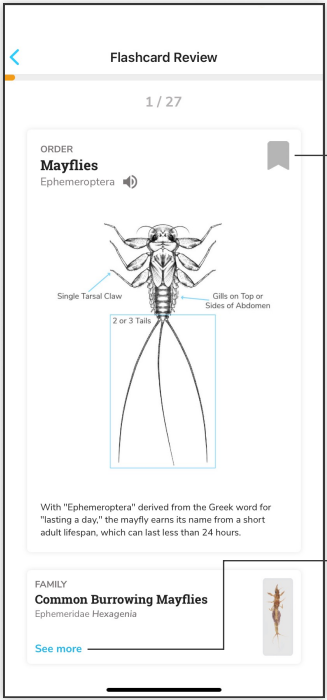 Flashcard Review
1 / 27
ORDER
Mayflies
Ephemeroptera
Single Tarsal Claw
Gills on Top or
Sides of Abdomen
2 or 3 Tails
With "Ephemeroptera" derived from the Greek word for
"lasting a day," the mayfly earns its name from a short
adult lifespan, which can last less than 24 hours.
FAMILY
Common Burrowing Mayflies
Ephemeridae Hexagenia
See more